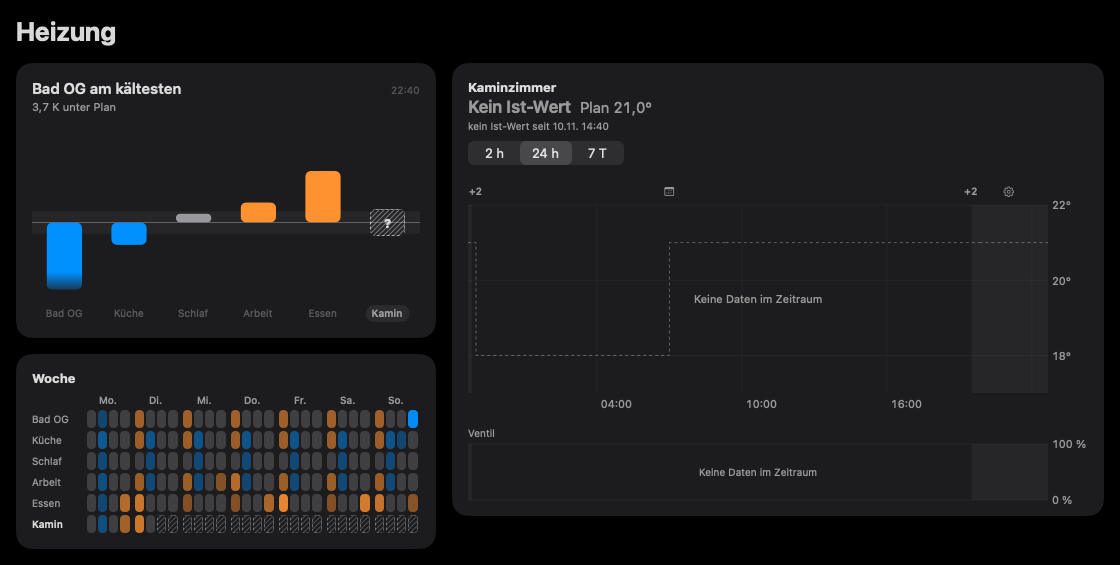 Heizung
Bad OG am kältesten
22:40
3,7 K unter Plan
?
Bad OG Küche Schlaf Arbeit Essen Kamin
Woche
Mo. Di. Mi. Do. Fr. Sa. So.
Bad OG
Küche
Schlaf
Arbeit
Essen
Kamin
Kaminzimmer
Kein Ist-Wert Plan 21,0°
kein Ist-Wert seit 10.11. 14:40
2 h 24 h 7 T
+2 +2
22°
20°
Keine Daten im Zeitraum
18°
04:00 10:00 16:00
Ventil
100 %
Keine Daten im Zeitraum
0 %